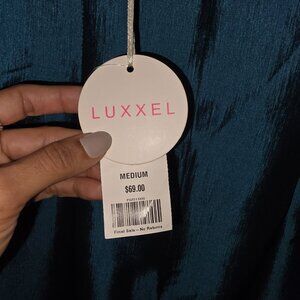 LUXXEL
MEDIUM
$69.00
Final Sale - No Returns